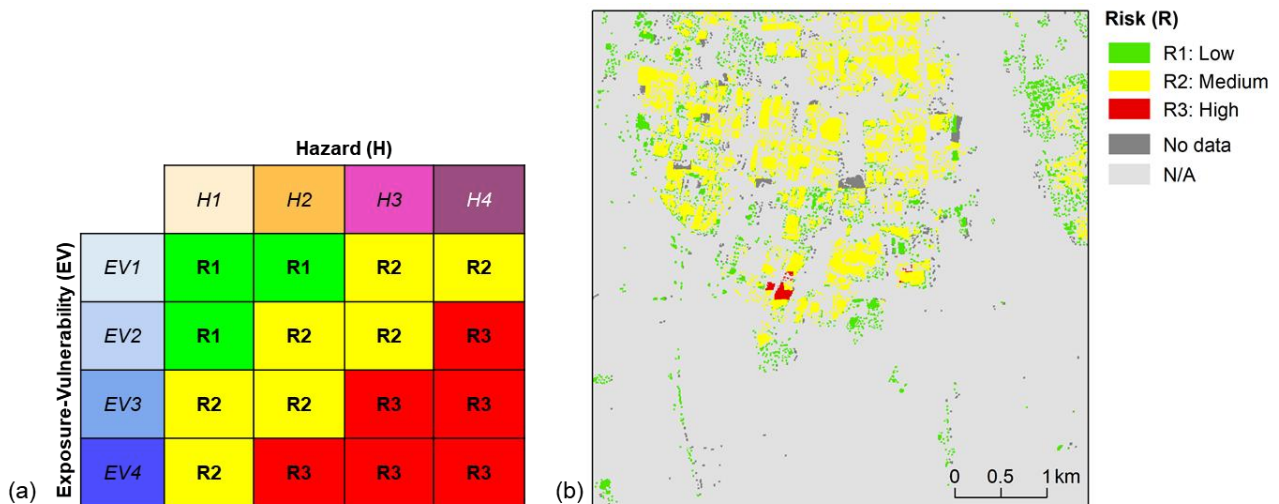 Hazard (H)
H1 H2 H3 H4
Exposure-Vulnerability (EV)
EV1 R1 R1 R2 R2
EV2 R1 R2 R2 R3
EV3 R2 R2 R3 R3
EV4 R2 R3 R3 R3
(a)
Risk (R)
R1: Low
R2: Medium
R3: High
No data
N/A
0 0.5 1 km
(b)